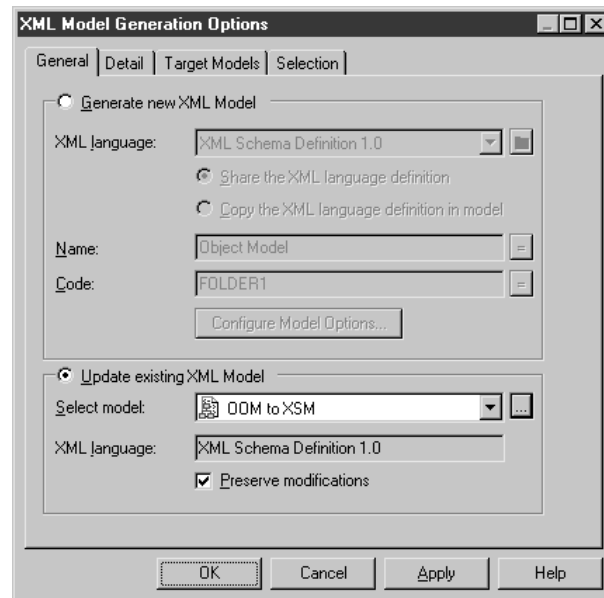 XML Model Generation Options
General Detail Target Models Selection
Generate new XML Model
XML language: XML Schema Definition 1.0
Share the XML language definition
Copy the XML language definition in model
Name: Object Model =
Code: FOLDER1 =
Configure Model Options...
Update existing XML Model
Select model: OOM to XSM ...
XML language: XML Schema Definition 1.0
Preserve modifications
OK Cancel Apply Help